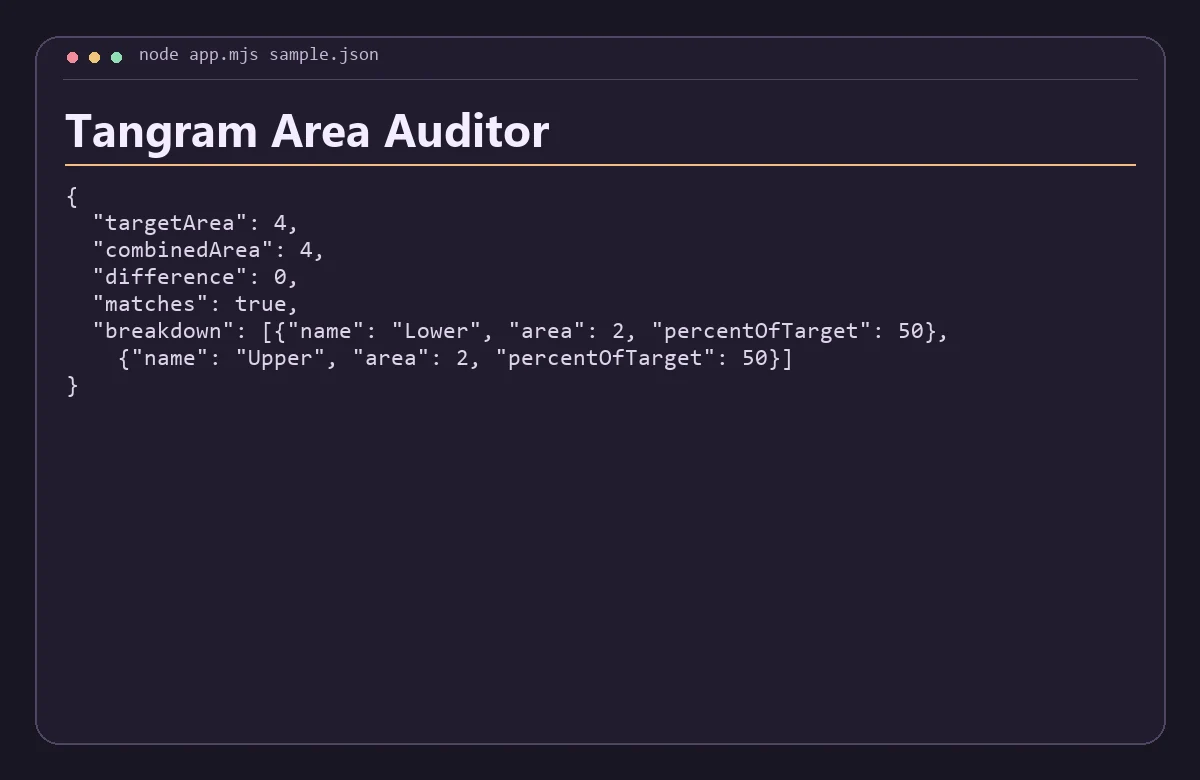 node app.mjs sample.json
Tangram Area Auditor
{
  "targetArea": 4,
  "combinedArea": 4,
  "difference": 0,
  "matches": true,
  "breakdown": [{"name": "Lower", "area": 2, "percentOfTarget": 50},
    {"name": "Upper", "area": 2, "percentOfTarget": 50}]
}